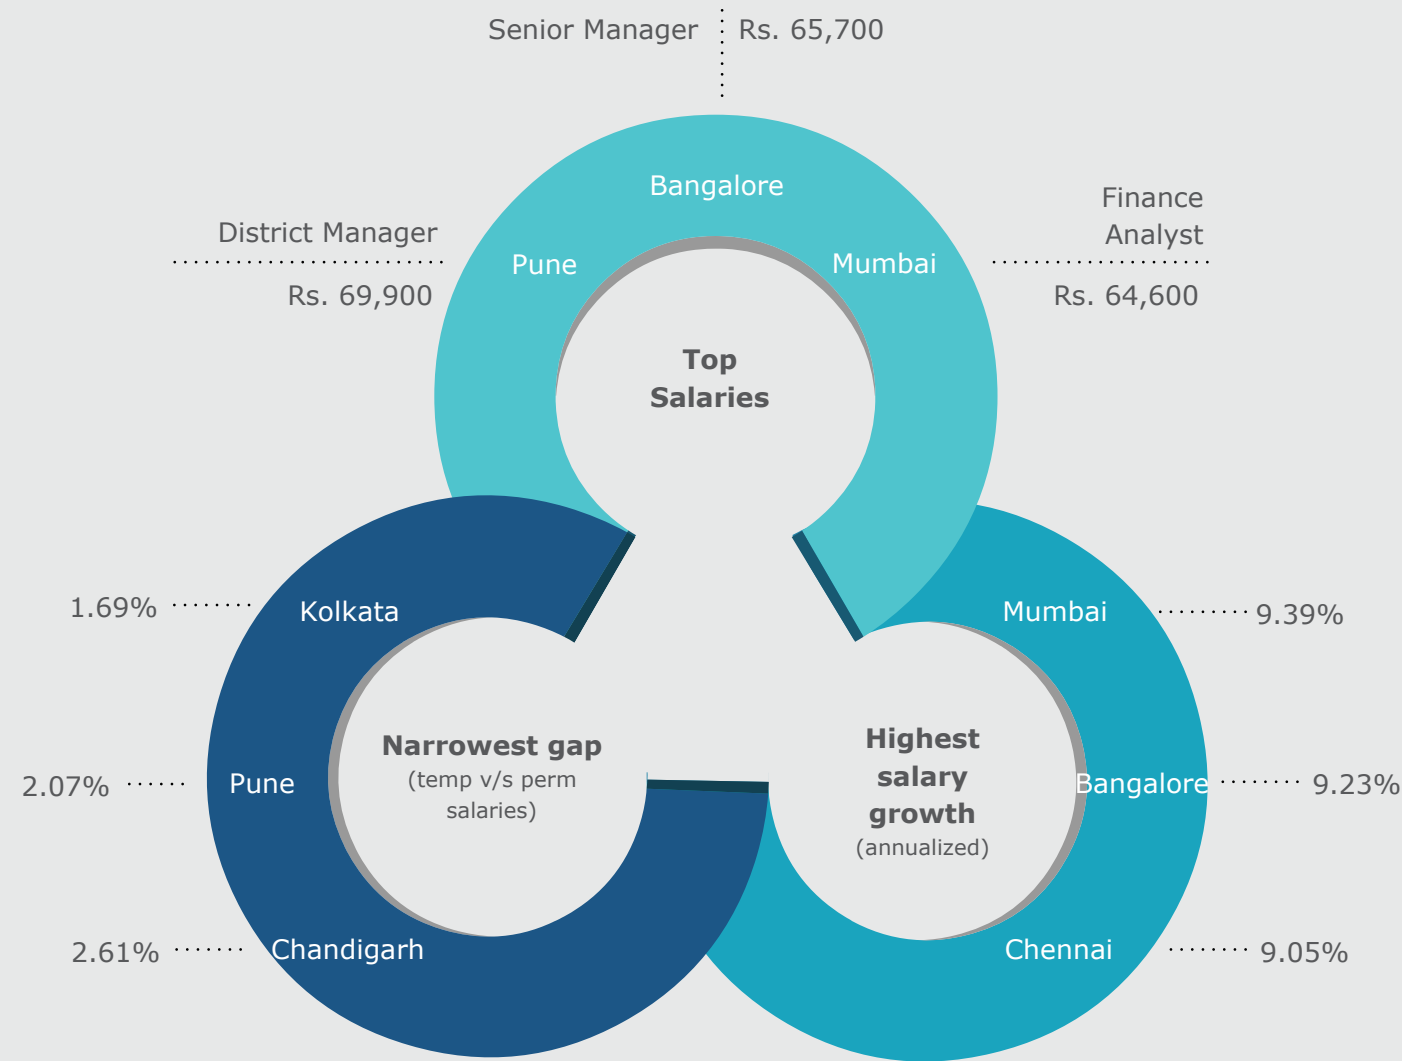 Senior Manager
Rs. 65,700
Bangalore
Pune
Mumbai
District Manager
Rs. 69,900
Finance
Analyst
Rs. 64,600
Top
Salaries
Kolkata
1.69%
Pune
2.07%
Chandigarh
2.61%
Narrowest gap
(temp v/s perm
salaries)
Highest
salary
growth
(annualized)
Mumbai
9.39%
Bangalore
9.23%
Chennai
9.05%